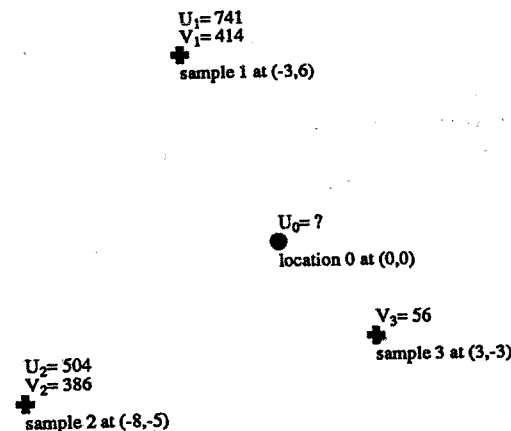 U₁= 741
V₁= 414
sample 1 at (-3,6)
U₀= ?
location 0 at (0,0)
V₃= 56
sample 3 at (3,-3)
U₂= 504
V₂= 386
sample 2 at (-8,-5)